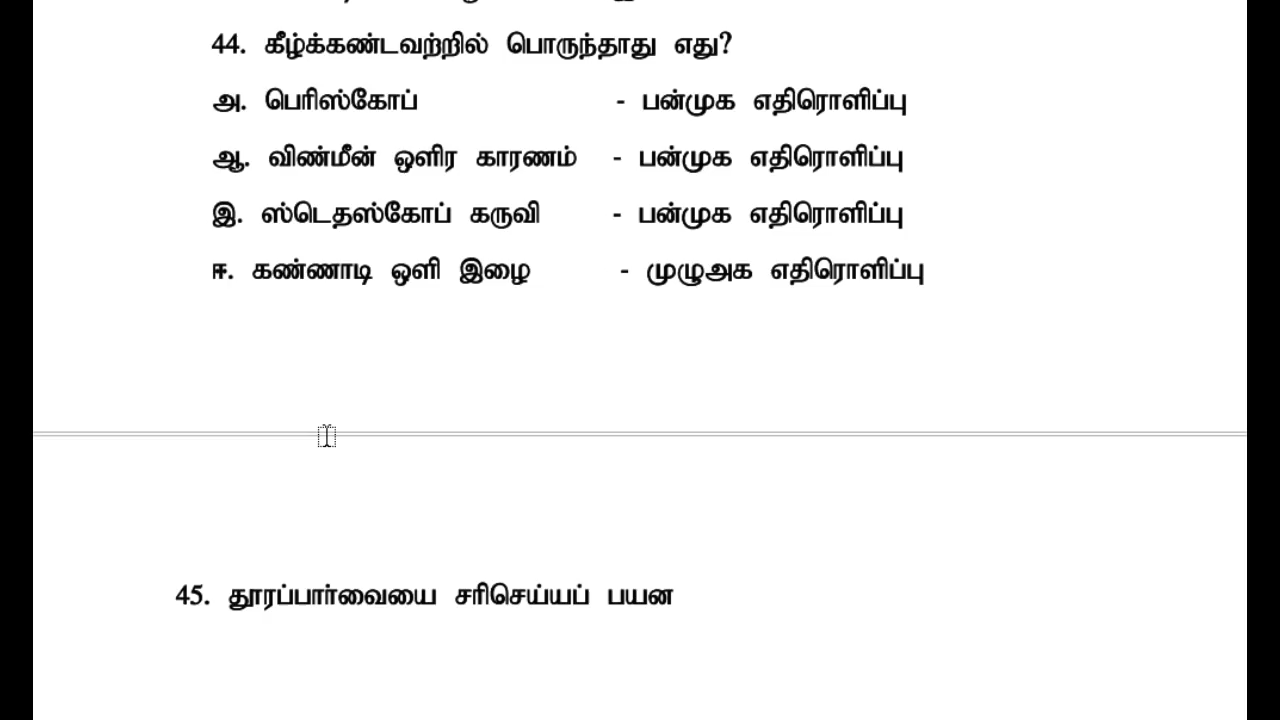 44. கீழ்க்கண்டவற்றில் பொருந்தாது எது?
அ. பெரிஸ்கோப் - பன்முக எதிரொளிப்பு
ஆ. விண்மீன் ஒளிர காரணம் - பன்முக எதிரொளிப்பு
இ. ஸ்டெதஸ்கோப் கருவி - பன்முக எதிரொளிப்பு
ஈ. கண்ணாடி ஒளி இழை - முழுஅக எதிரொளிப்பு
45. தூரப்பார்வையை சரிசெய்யப் பயன